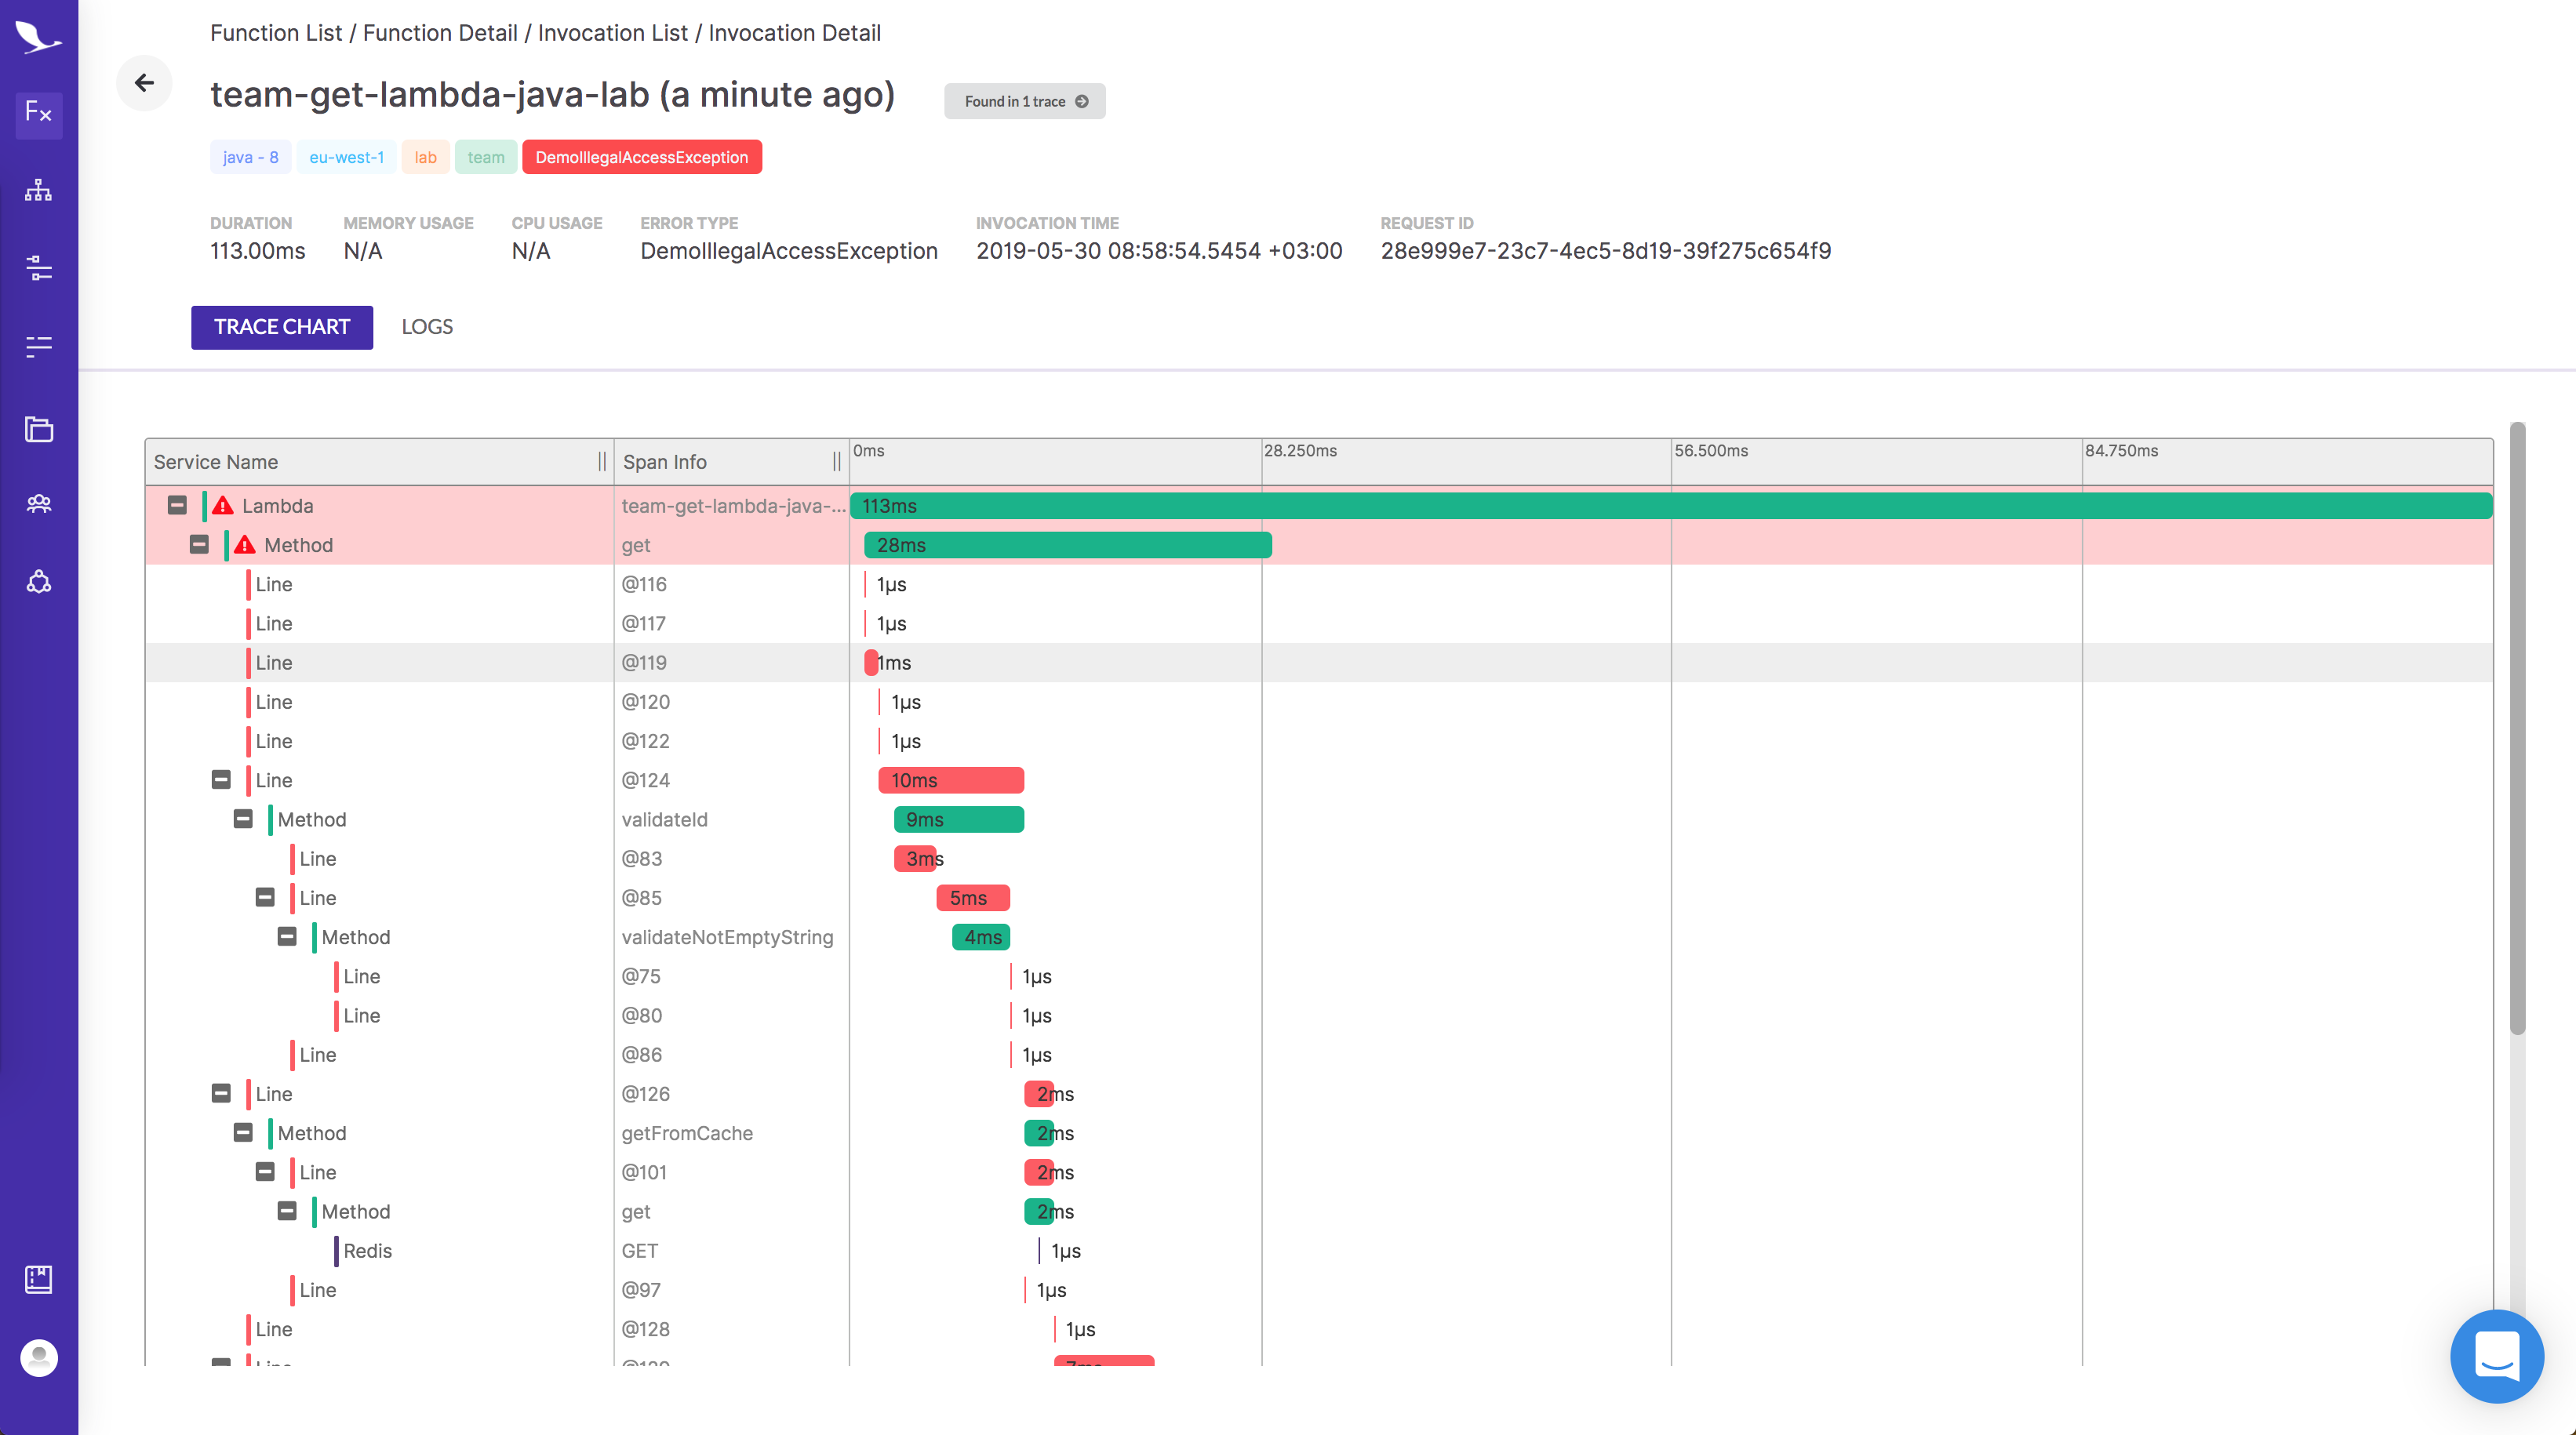 Function List / Function Detail / Invocation List / Invocation Detail
team-get-lambda-java-lab (a minute ago)
Found in 1 trace
Fx
java - 8 eu-west-1 lab team DemoIllegalAccessException
DURATION MEMORY USAGE CPU USAGE ERROR TYPE INVOCATION TIME REQUEST ID
113.00ms N/A N/A DemoIllegalAccessException 2019-05-30 08:58:54.5454 +03:00 28e999e7-23c7-4ec5-8d19-39f275c654f9
TRACE CHART LOGS
Service Name Span Info 0ms 28.250ms 56.500ms 84.750ms
Lambda team-get-lambda-java-... 113ms
Method get 28ms
Line @116 1µs
Line @117 1µs
Line @119 1ms
Line @120 1µs
Line @122 1µs
Line @124 10ms
Method validateId 9ms
Line @83 3ms
Line @85 5ms
Method validateNotEmptyString 4ms
Line @75 1µs
Line @80 1µs
Line @86 1µs
Line @126 2ms
Method getFromCache 2ms
Line @101 2ms
Method get 2ms
Redis GET 1µs
Line @97 1µs
Line @128 1µs